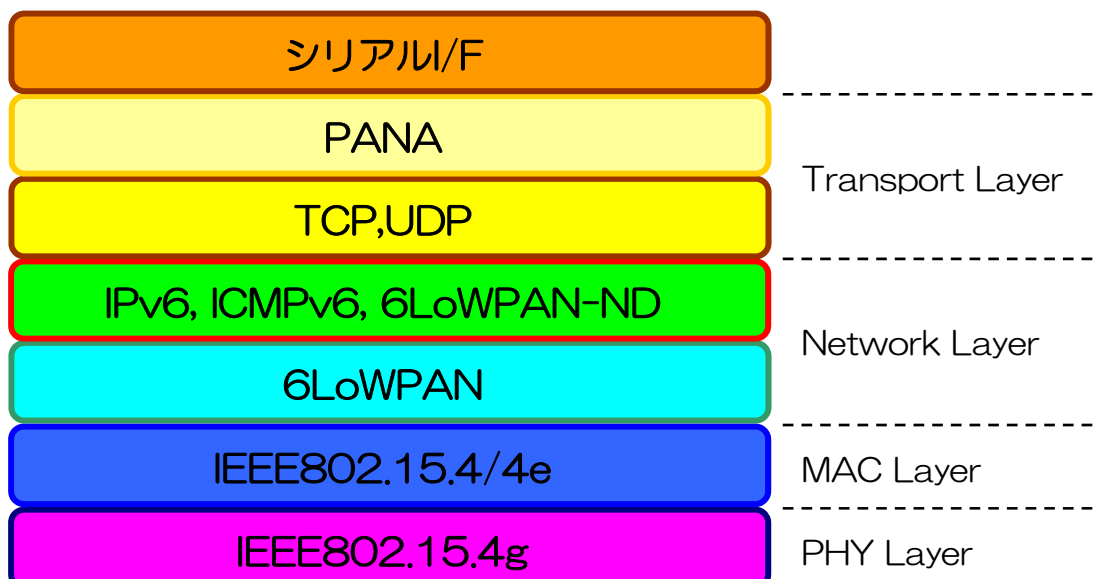 シリアルI/F
PANA
Transport Layer
TCP,UDP
IPv6, ICMPv6, 6LoWPAN-ND
Network Layer
6LoWPAN
IEEE802.15.4/4e
MAC Layer
IEEE802.15.4g
PHY Layer